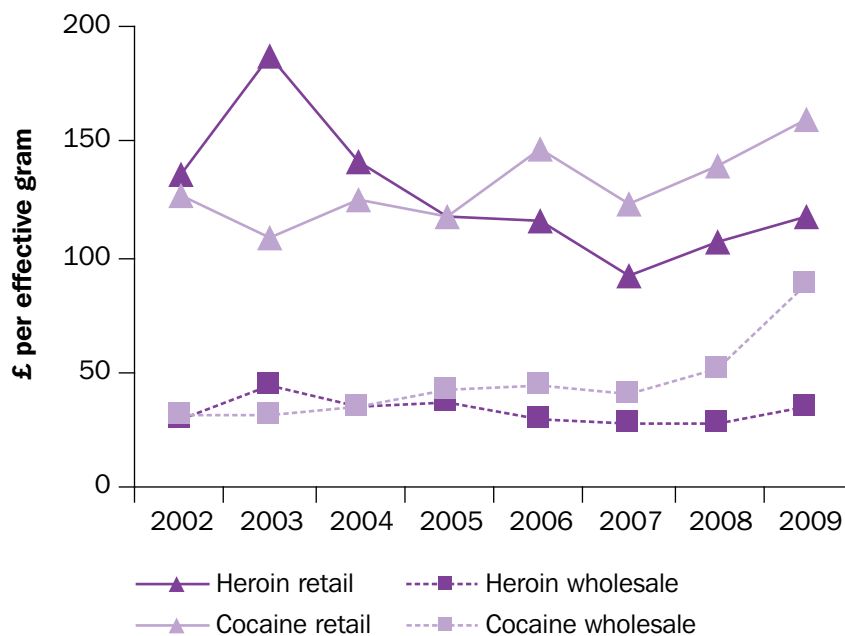 200
150
100
50
0
£ per effective gram
2002 2003 2004 2005 2006 2007 2008 2009
Heroin retail Heroin wholesale
Cocaine retail Cocaine wholesale